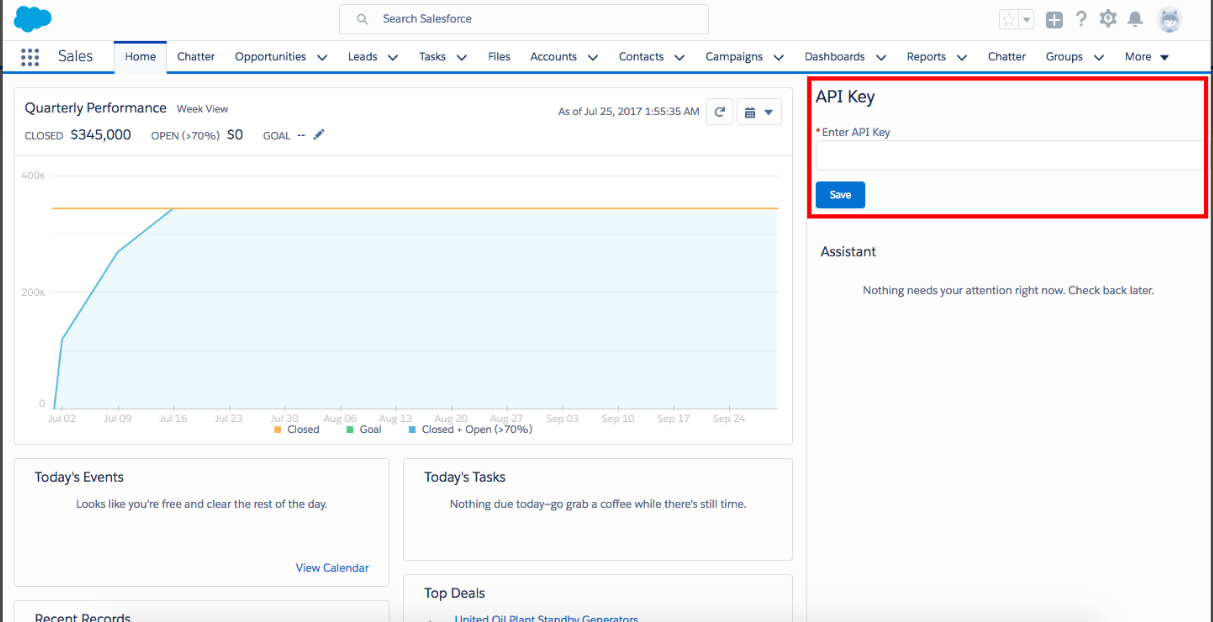 Search Salesforce
Sales
Home Chatter Opportunities Leads Tasks Files Accounts Contacts Campaigns Dashboards Reports Chatter Groups More
Quarterly Performance Week View
As of Jul 25, 2017 1:55:35 AM
CLOSED $345,000 OPEN (>70%) $0 GOAL --
400K
200K
0
Jul 02 Jul 09 Jul 16 Jul 23 Jul 30 Aug 06 Aug 13 Aug 20 Aug 27 Sep 03 Sep 10 Sep 17 Sep 24
Closed Goal Closed + Open (>70%)
API Key
*Enter API Key
Save
Assistant
Nothing needs your attention right now. Check back later.
Today's Events
Looks like you're free and clear the rest of the day.
View Calendar
Today's Tasks
Nothing due today—go grab a coffee while there's still time.
Recent Records
Top Deals
United Oil Plant Standby Generators